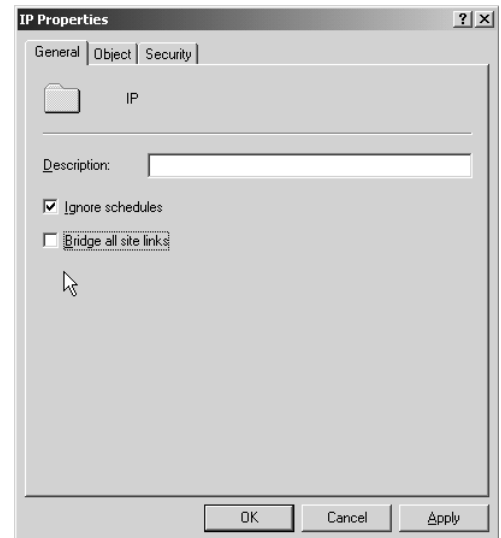 IP Properties ? X
General Object Security
IP
Description:
Ignore schedules
Bridge all site links
OK Cancel Apply